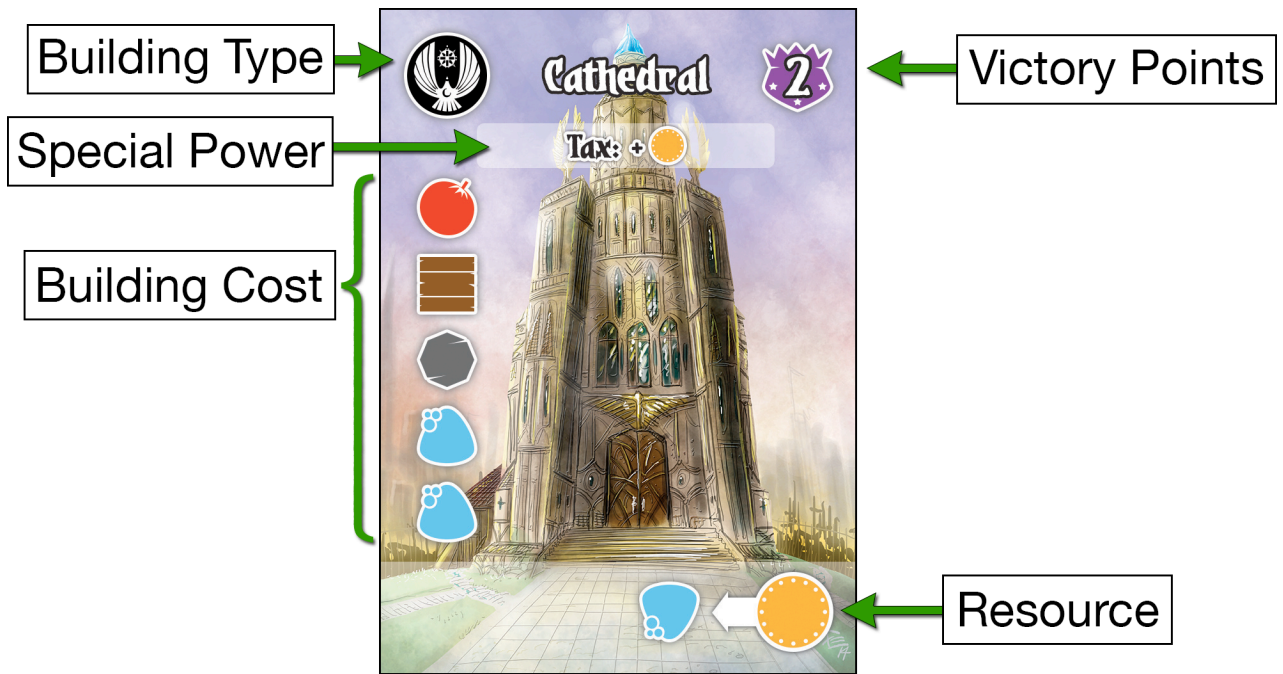 Building Type
Cathedral
2
Victory Points
Special Power
Tax: +
Building Cost
Resource